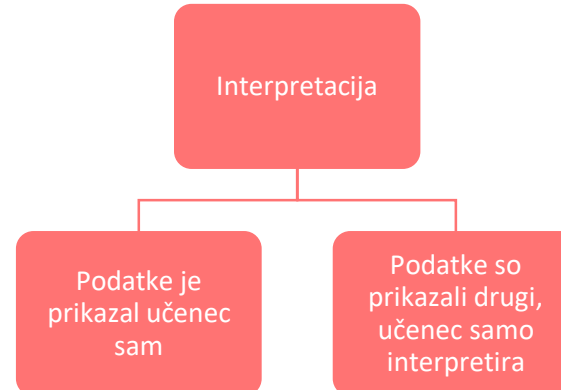 Interpretacija
Podatke je
prikazal učenec
sam
Podatke so
prikazali drugi,
učenec samo
interpretira